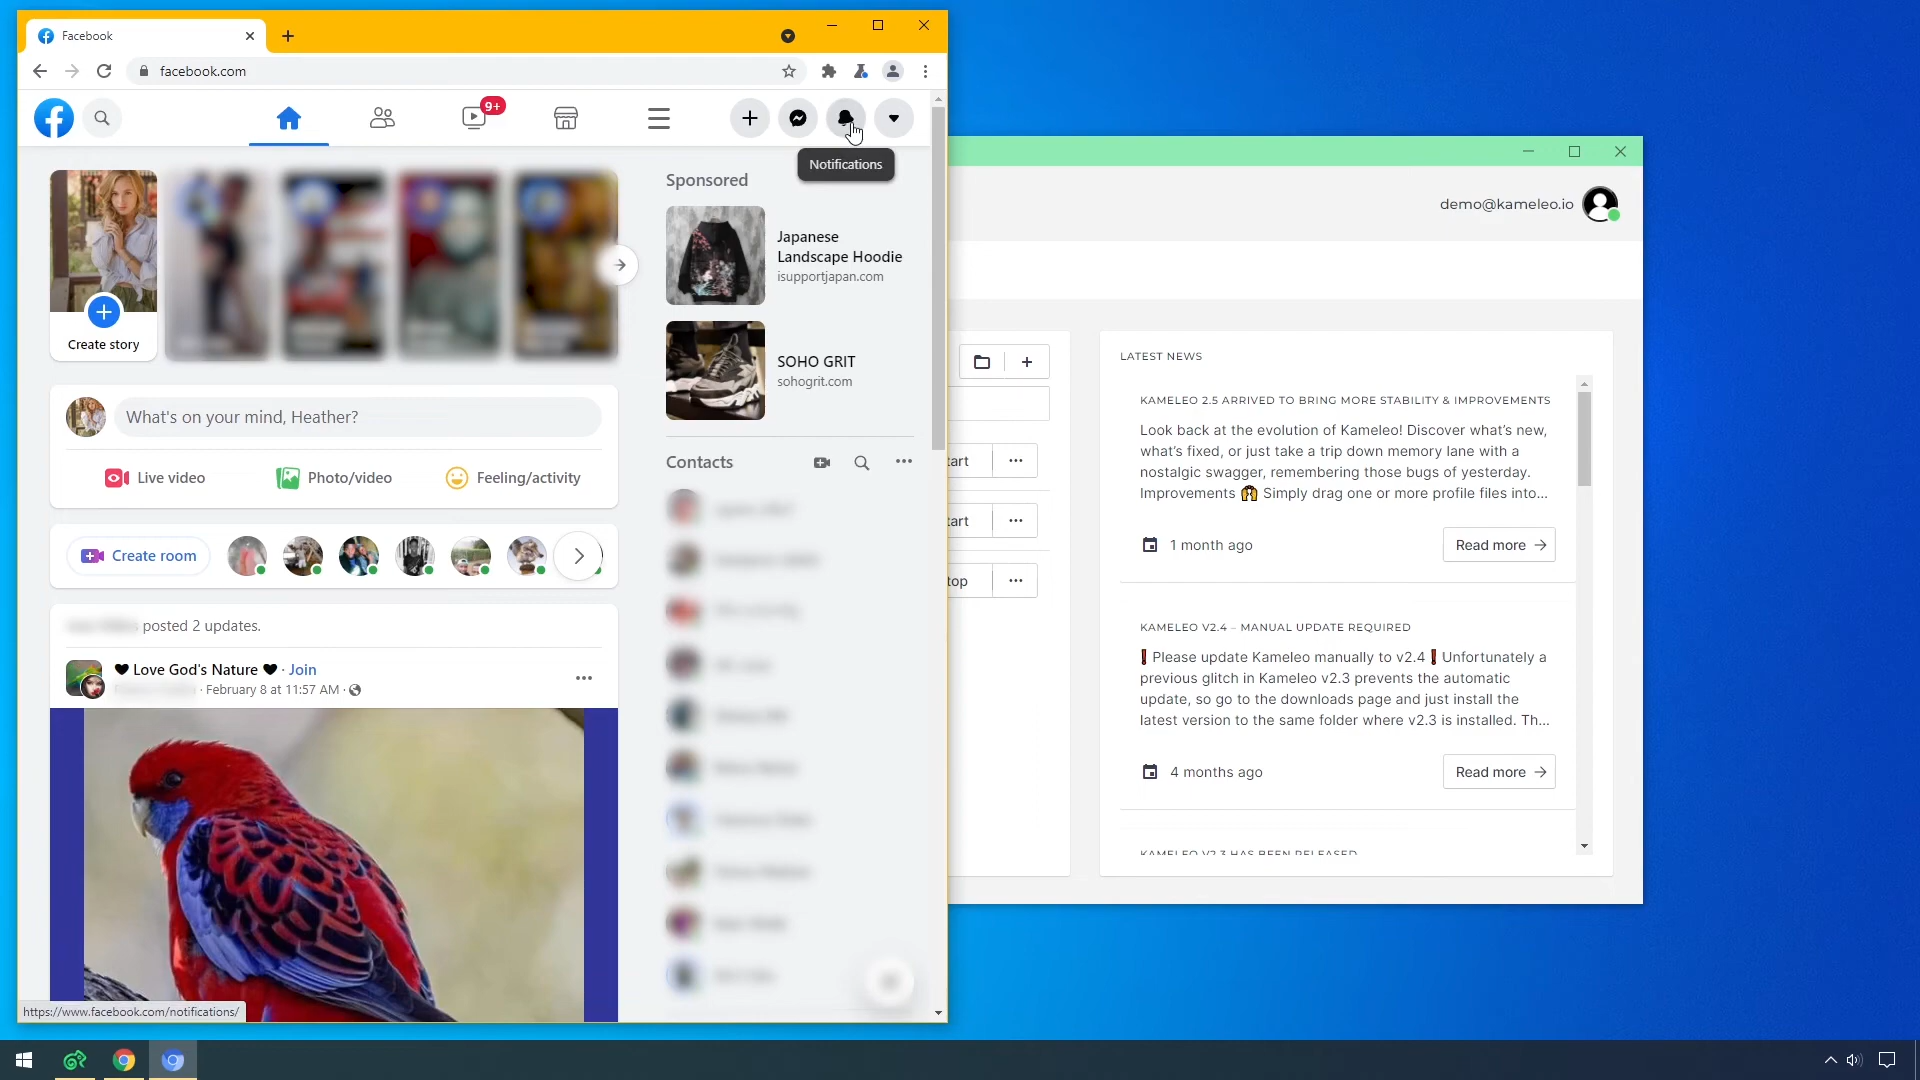 Facebook
facebook.com
9+
Notifications
demo@kameleo.io
Create story
Sponsored
Japanese
Landscape Hoodie
isupportjapan.com
SOHO GRIT
sohogrit.com
What's on your mind, Heather?
Live video
Photo/video
Feeling/activity
Create room
posted 2 updates.
Love God's Nature
· Join
· February 8 at 11:57 AM ·
https://www.facebook.com/notifications/
Contacts
art
art
top
LATEST NEWS
KAMELEO 2.5 ARRIVED TO BRING MORE STABILITY & IMPROVEMENTS
Look back at the evolution of Kameleo! Discover what's new,
what's fixed, or just take a trip down memory lane with a
nostalgic swagger, remembering those bugs of yesterday.
Improvements 🙌 Simply drag one or more profile files into...
1 month ago
Read more
KAMELEO V2.4 – MANUAL UPDATE REQUIRED
❗Please update Kameleo manually to v2.4❗Unfortunately a
previous glitch in Kameleo v2.3 prevents the automatic
update, so go to the downloads page and just install the
latest version to the same folder where v2.3 is installed. Th...
4 months ago
Read more
KAMELEO V2.3 HAS BEEN RELEASED